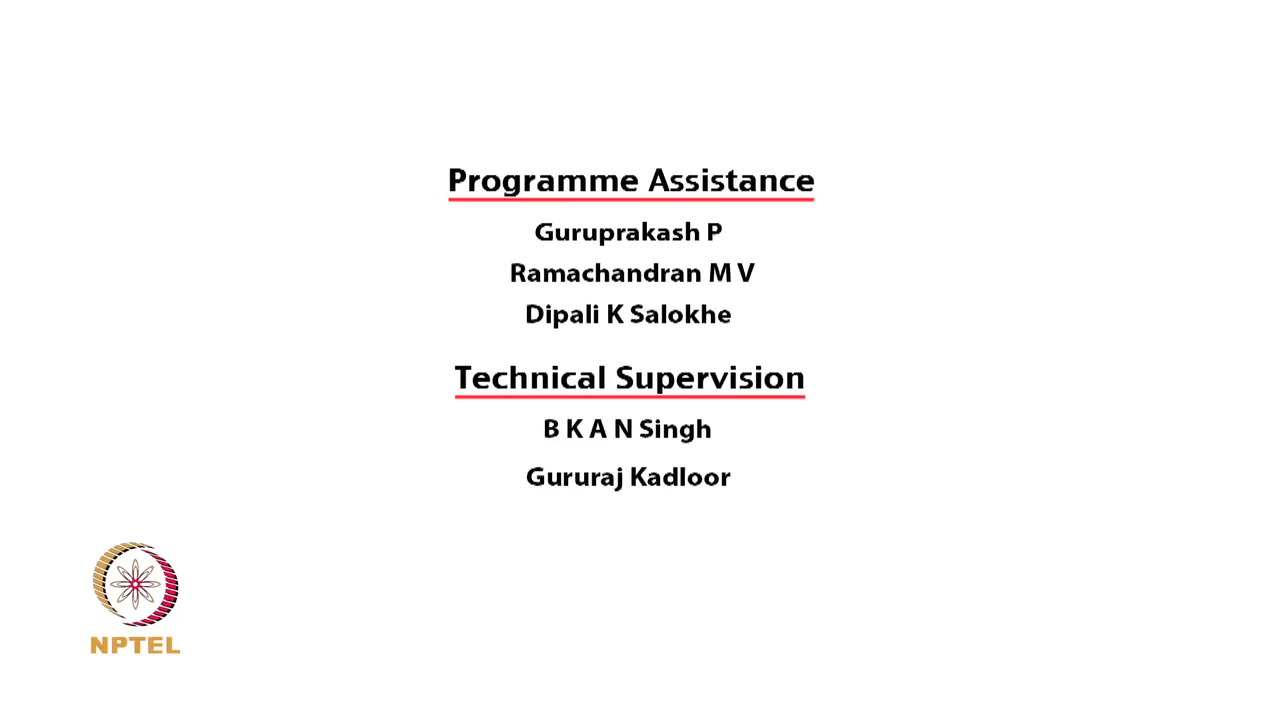 Programme Assistance
Guruprakash P
Ramachandran M V
Dipali K Salokhe
Technical Supervision
B K A N Singh
Gururaj Kadloor
NPTEL